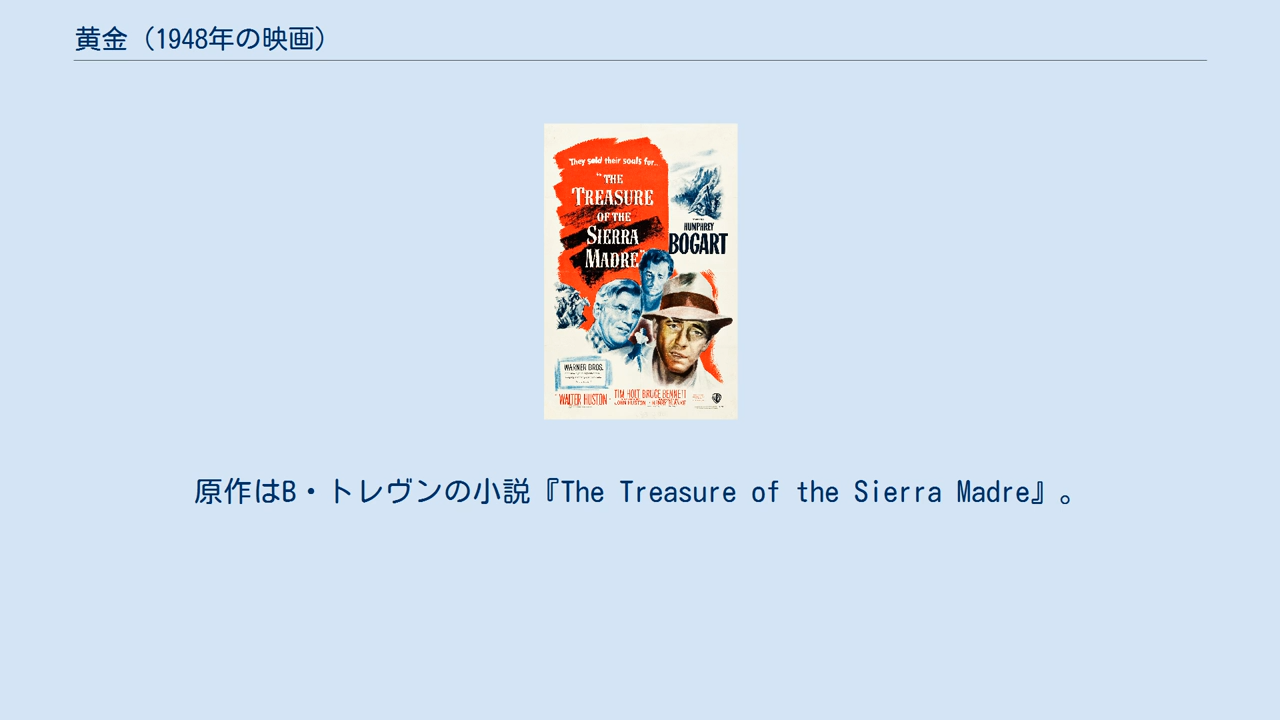 黄金（1948年の映画）
They sold their souls for..
"THE
TREASURE
OF THE
SIERRA
MADRE"
HUMPHREY
BOGART
WARNER BROS.
WALTER HUSTON
TIM HOLT BRUCE BENNETT
原作はB・トレヴンの小説『The Treasure of the Sierra Madre』。